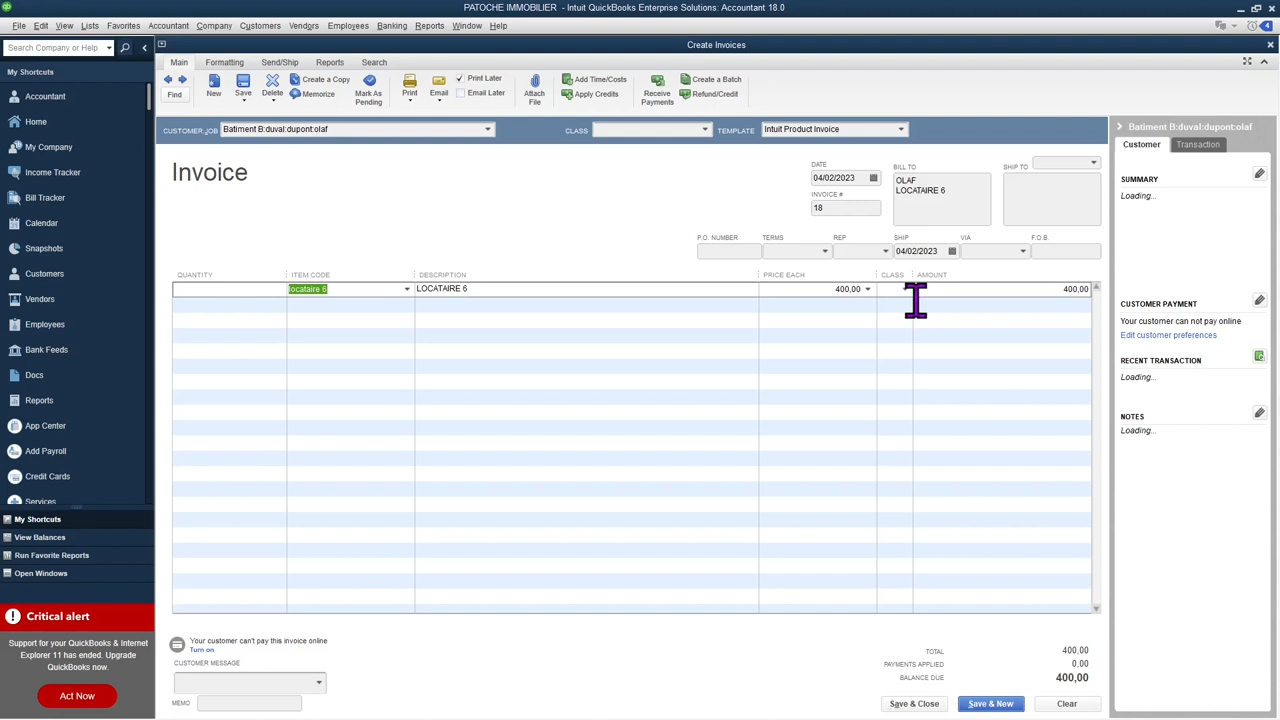 PATOCHE IMMOBILIER - Intuit QuickBooks Enterprise Solutions: Accountant 18.0
File Edit View Lists Favorites Accountant Company Customers Vendors Employees Banking Reports Window Help
4
Search Company or Help
Create Invoices
My Shortcuts
Accountant
Home
My Company
Income Tracker
Bill Tracker
Calendar
Snapshots
Customers
Vendors
Employees
Bank Feeds
Docs
Reports
App Center
Add Payroll
Credit Cards
Services
My Shortcuts
View Balances
Run Favorite Reports
Open Windows
Critical alert
Support for your QuickBooks & Internet
Explorer 11 has ended. Upgrade
QuickBooks now.
Act Now
Main Formatting Send/Ship Reports Search
Find
New
Save
Delete
Create a Copy
Memorize
Mark As
Pending
Print
Email
Print Later
Email Later
Attach
File
Add Time/Costs
Apply Credits
Receive
Payments
Create a Batch
Refund/Credit
CUSTOMER:JOB Batiment B:duval:dupont:olaf CLASS TEMPLATE Intuit Product Invoice
Invoice
DATE
04/02/2023
INVOICE #
18
BILL TO
OLAF
LOCATAIRE 6
SHIP TO
P.O. NUMBER TERMS REP SHIP VIA F.O.B.
04/02/2023
QUANTITY ITEM CODE DESCRIPTION PRICE EACH CLASS AMOUNT
locataire 6 LOCATAIRE 6 400,00 400,00
Your customer can't pay this invoice online
Turn on
CUSTOMER MESSAGE
MEMO
TOTAL 400,00
PAYMENTS APPLIED 0,00
BALANCE DUE 400,00
Save & Close Save & New Clear
Batiment B:duval:dupont:olaf
Customer Transaction
SUMMARY
Loading...
CUSTOMER PAYMENT
Your customer can not pay online
Edit customer preferences
RECENT TRANSACTION
Loading...
NOTES
Loading...